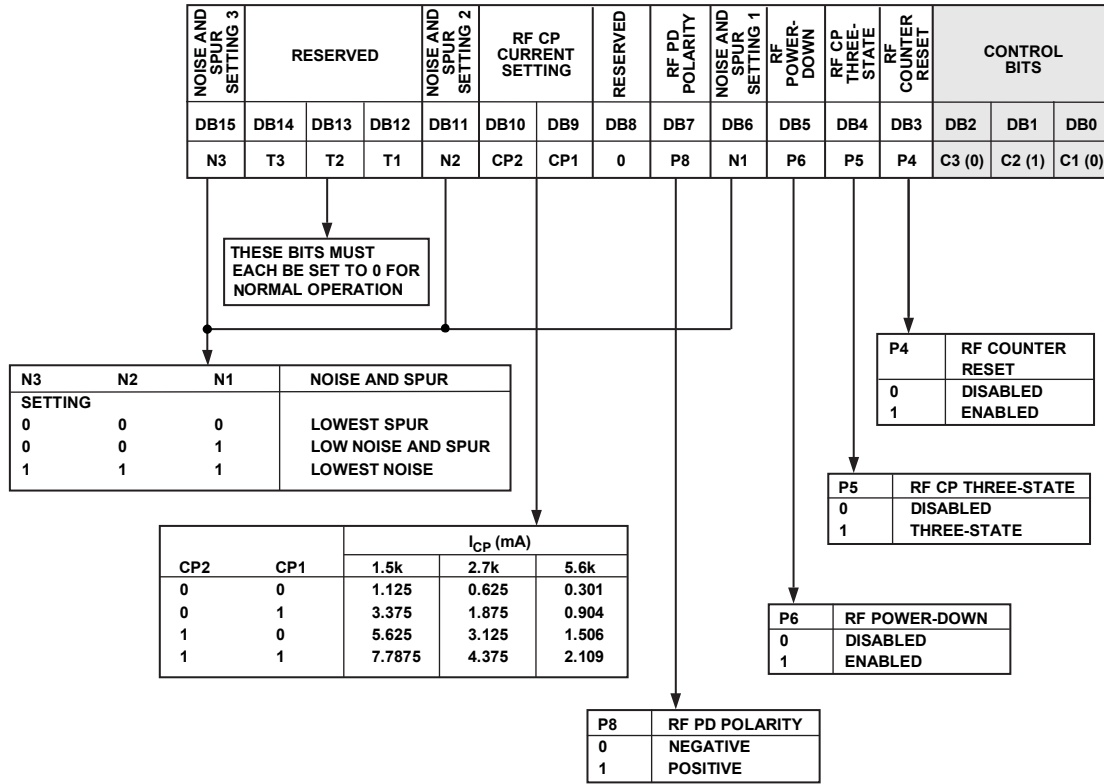 NOISE AND
SPUR
SETTING 3
RESERVED
NOISE AND
SPUR
SETTING 2
RF CP
CURRENT
SETTING
RESERVED
RF PD
POLARITY
NOISE AND
SPUR
SETTING 1
RF
POWER-
DOWN
RF CP
THREE-
STATE
RF
COUNTER
RESET
CONTROL
BITS
DB15 DB14 DB13 DB12 DB11 DB10 DB9 DB8 DB7 DB6 DB5 DB4 DB3 DB2 DB1 DB0
N3 T3 T2 T1 N2 CP2 CP1 0 P8 N1 P6 P5 P4 C3 (0) C2 (1) C1 (0)
THESE BITS MUST
EACH BE SET TO 0 FOR
NORMAL OPERATION
N3 N2 N1 NOISE AND SPUR
SETTING
0 0 0 LOWEST SPUR
0 0 1 LOW NOISE AND SPUR
1 1 1 LOWEST NOISE
P4 RF COUNTER
RESET
0 DISABLED
1 ENABLED
P5 RF CP THREE-STATE
0 DISABLED
1 THREE-STATE
ICP (mA)
CP2 CP1 1.5k 2.7k 5.6k
0 0 1.125 0.625 0.301
0 1 3.375 1.875 0.904
1 0 5.625 3.125 1.506
1 1 7.7875 4.375 2.109
P6 RF POWER-DOWN
0 DISABLED
1 ENABLED
P8 RF PD POLARITY
0 NEGATIVE
1 POSITIVE